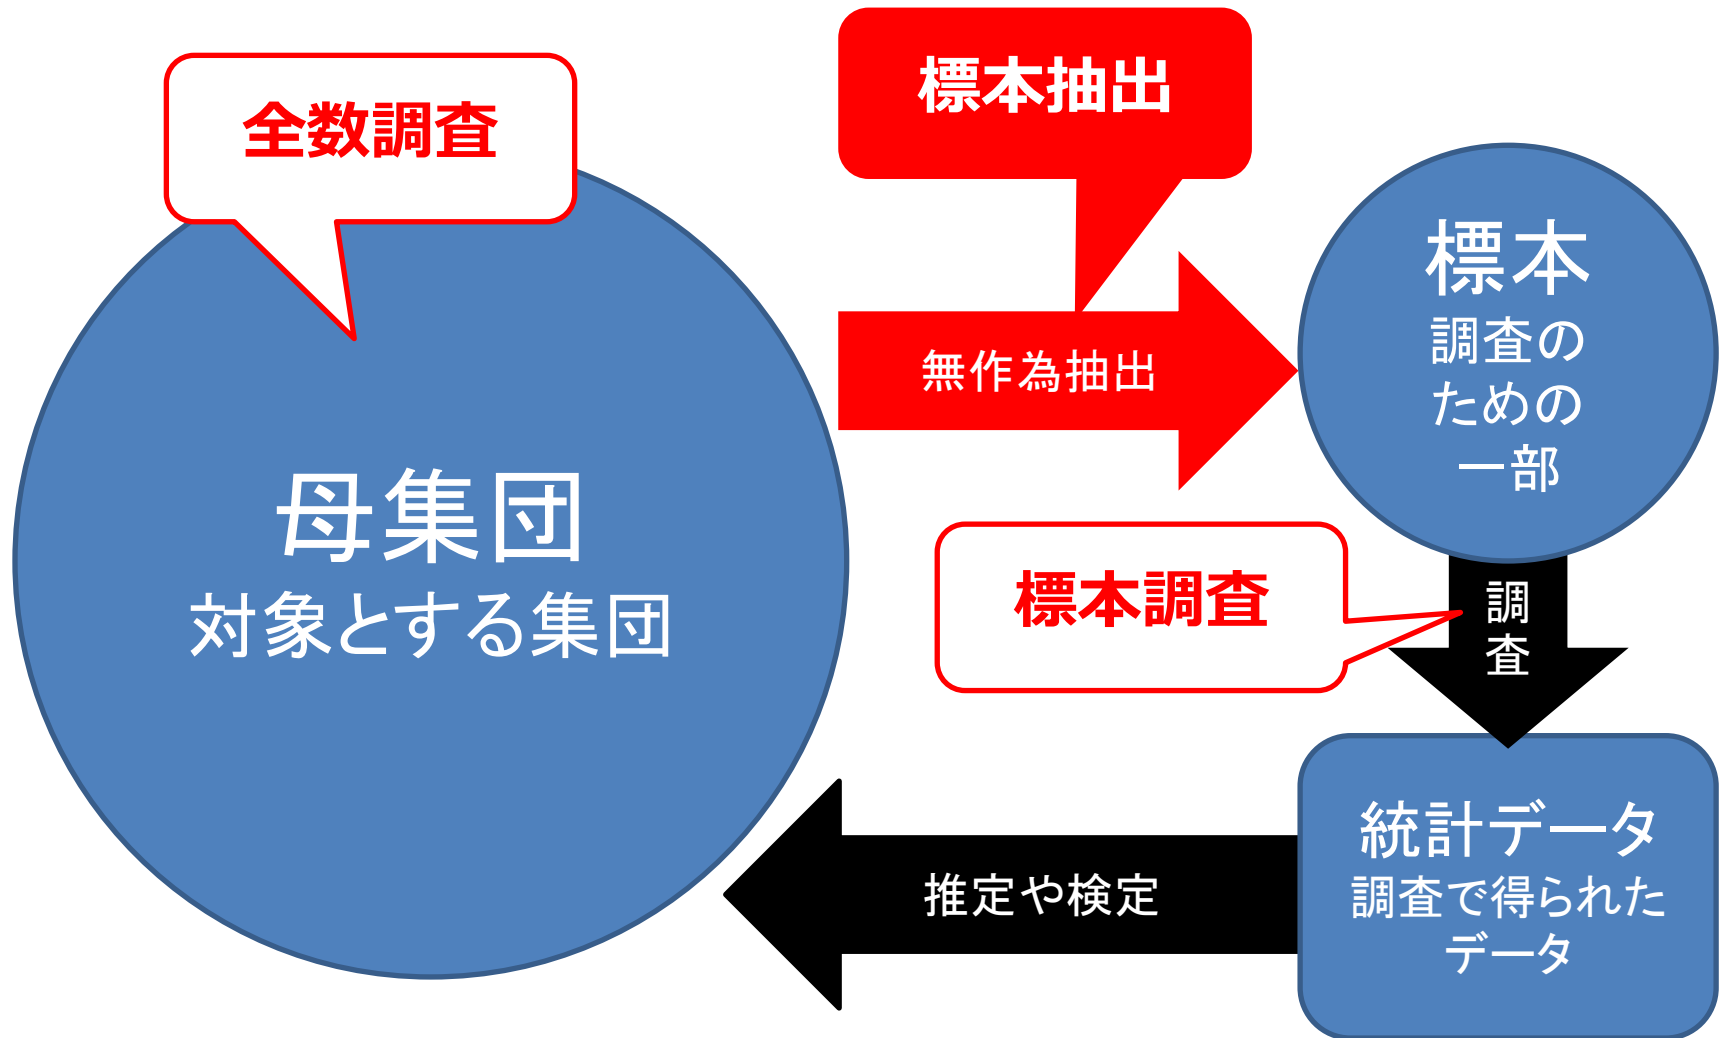 全数調査
標本抽出
無作為抽出
標本
調査の
ための
一部
母集団
対象とする集団
標本調査
調
査
統計データ
調査で得られた
データ
推定や検定